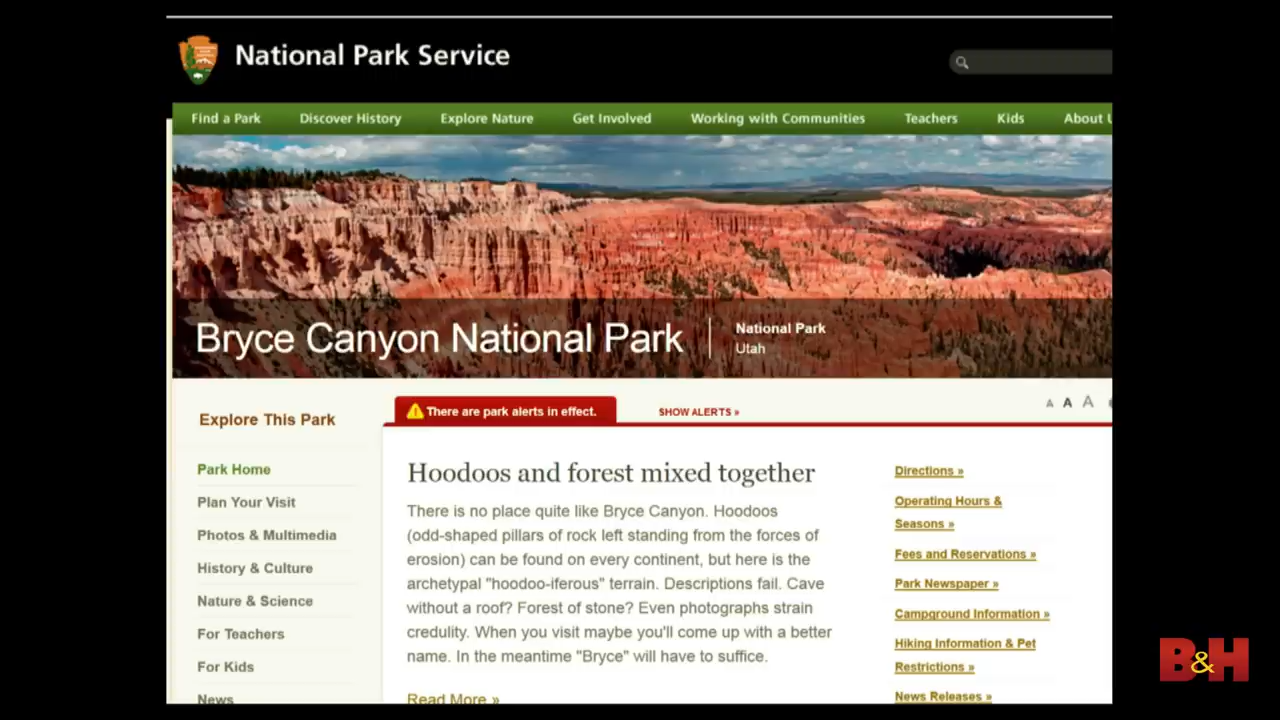 National Park Service
Find a Park Discover History Explore Nature Get Involved Working with Communities Teachers Kids About U
Bryce Canyon National Park
National Park
Utah
Explore This Park
Park Home
Plan Your Visit
Photos & Multimedia
History & Culture
Nature & Science
For Teachers
For Kids
News
There are park alerts in effect.
SHOW ALERTS »
A A A
Hoodoos and forest mixed together
There is no place quite like Bryce Canyon. Hoodoos
(odd-shaped pillars of rock left standing from the forces of
erosion) can be found on every continent, but here is the
archetypal "hoodoo-iferous" terrain. Descriptions fail. Cave
without a roof? Forest of stone? Even photographs strain
credulity. When you visit maybe you'll come up with a better
name. In the meantime "Bryce" will have to suffice.
Read More »
Directions »
Operating Hours &
Seasons »
Fees and Reservations »
Park Newspaper »
Campground Information »
Hiking Information & Pet
Restrictions »
News Releases »
B&H